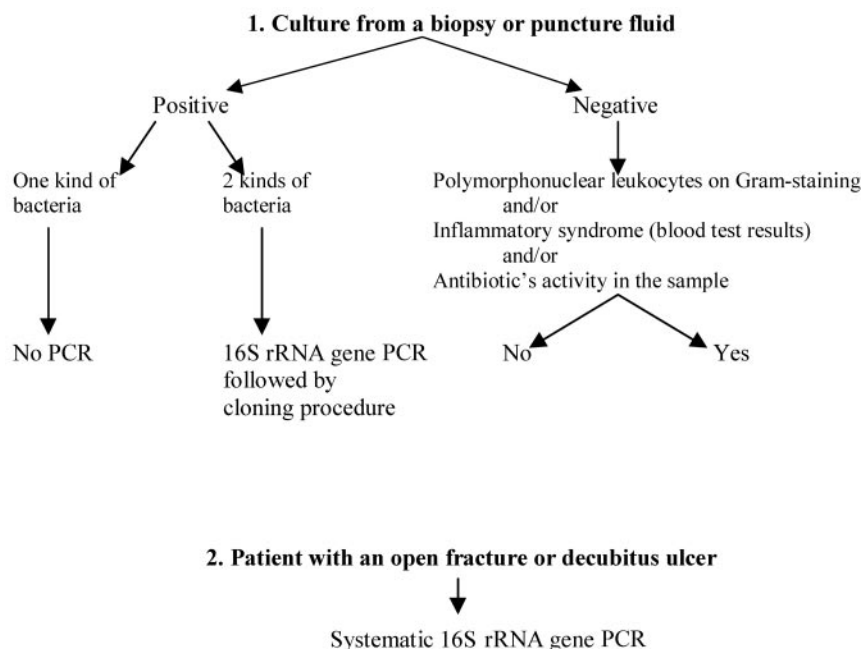 1. Culture from a biopsy or puncture fluid
Positive
Negative
One kind of
bacteria
2 kinds of
bacteria
Polymorphonuclear leukocytes on Gram-staining
and/or
Inflammatory syndrome (blood test results)
and/or
Antibiotic's activity in the sample
No PCR
16S rRNA gene PCR
followed by
cloning procedure
No
Yes
2. Patient with an open fracture or decubitus ulcer
Systematic 16S rRNA gene PCR